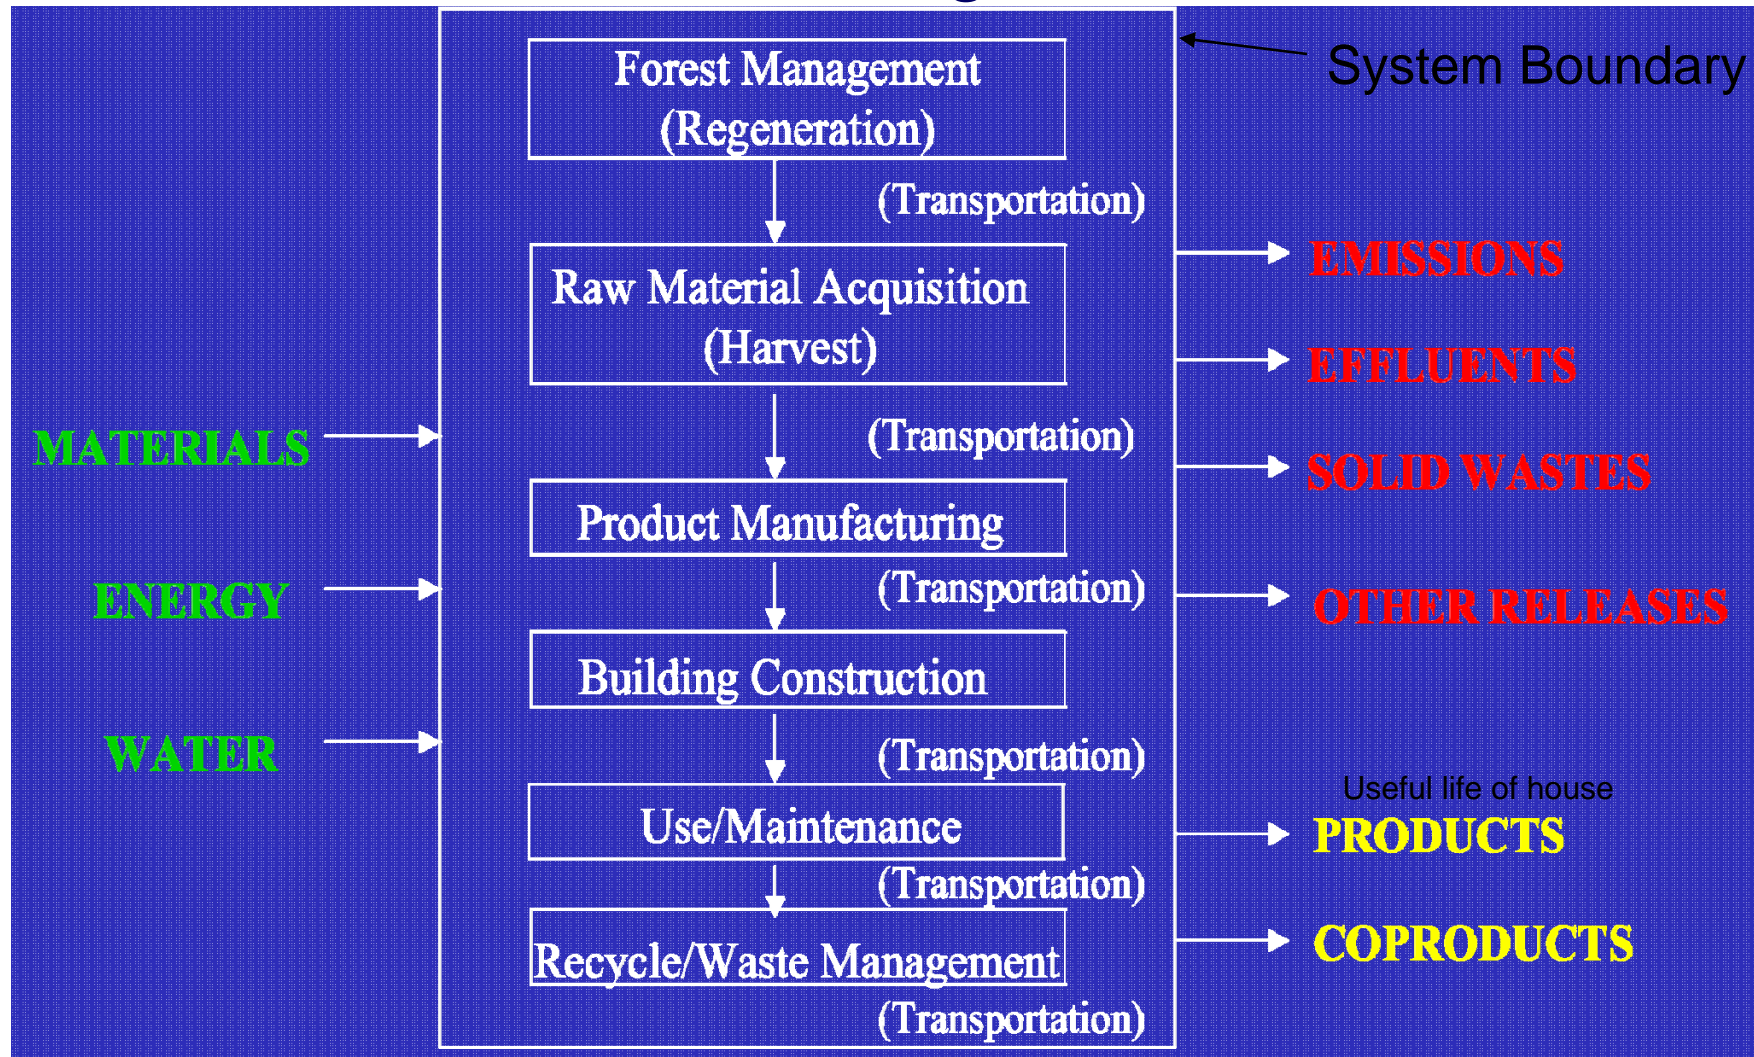 System Boundary
Forest Management
(Regeneration)
(Transportation)
Raw Material Acquisition
(Harvest)
(Transportation)
Product Manufacturing
(Transportation)
Building Construction
(Transportation)
Use/Maintenance
(Transportation)
Recycle/Waste Management
(Transportation)
MATERIALS
ENERGY
WATER
EMISSIONS
EFFLUENTS
SOLID WASTES
OTHER RELEASES
Useful life of house
PRODUCTS
COPRODUCTS